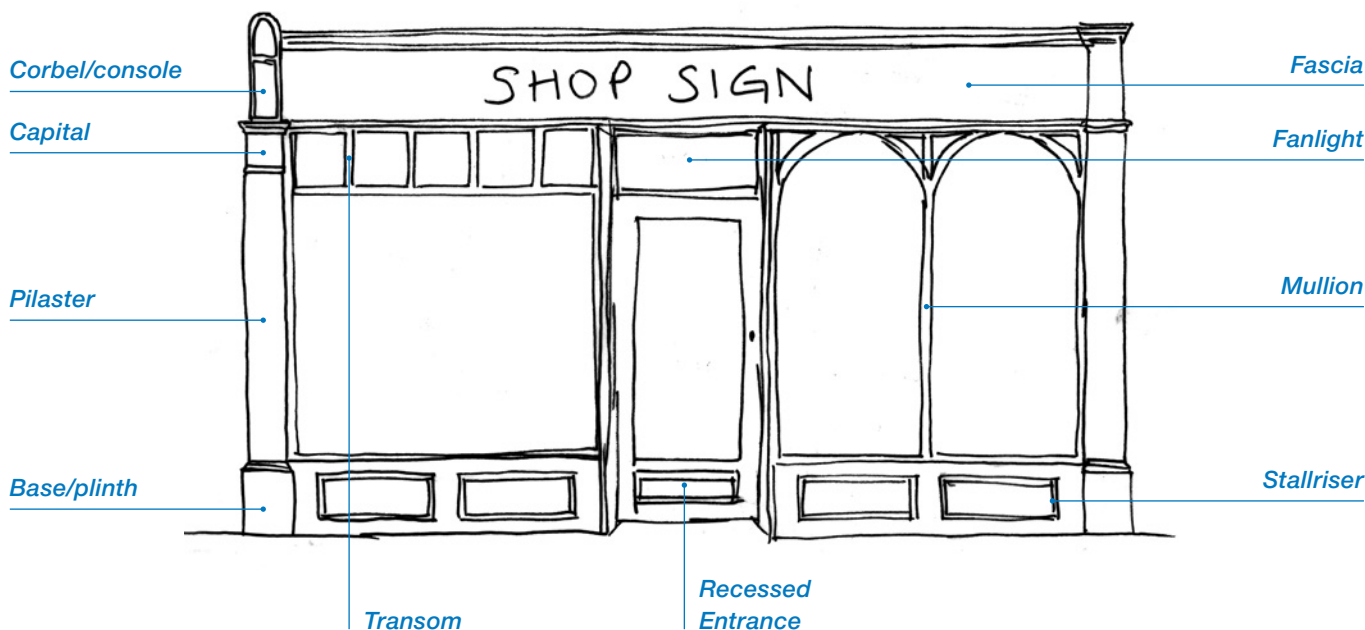 SHOP SIGN
Corbel/console
Capital
Pilaster
Base/plinth
Transom
Recessed
Entrance
Fascia
Fanlight
Mullion
Stallriser